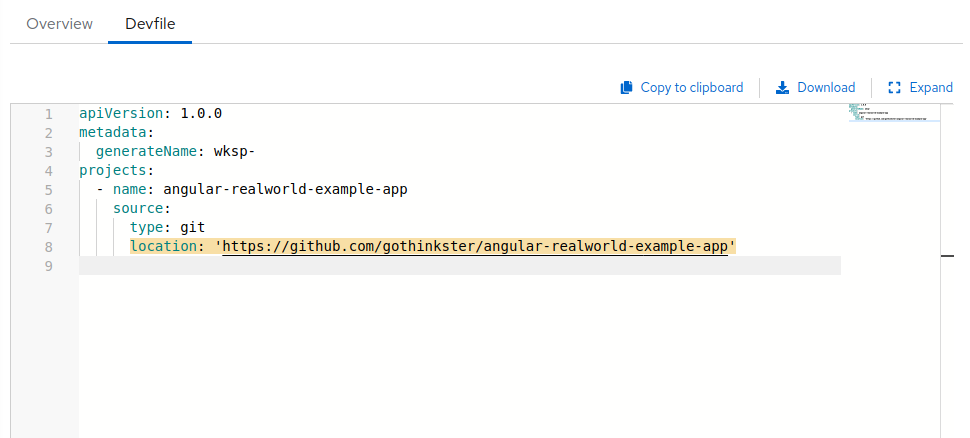 Overview Devfile
Copy to clipboard Download Expand
1 apiVersion: 1.0.0
2 metadata:
3   generateName: wksp-
4 projects:
5   - name: angular-realworld-example-app
6     source:
7       type: git
8       location: 'https://github.com/gothinkster/angular-realworld-example-app'
9